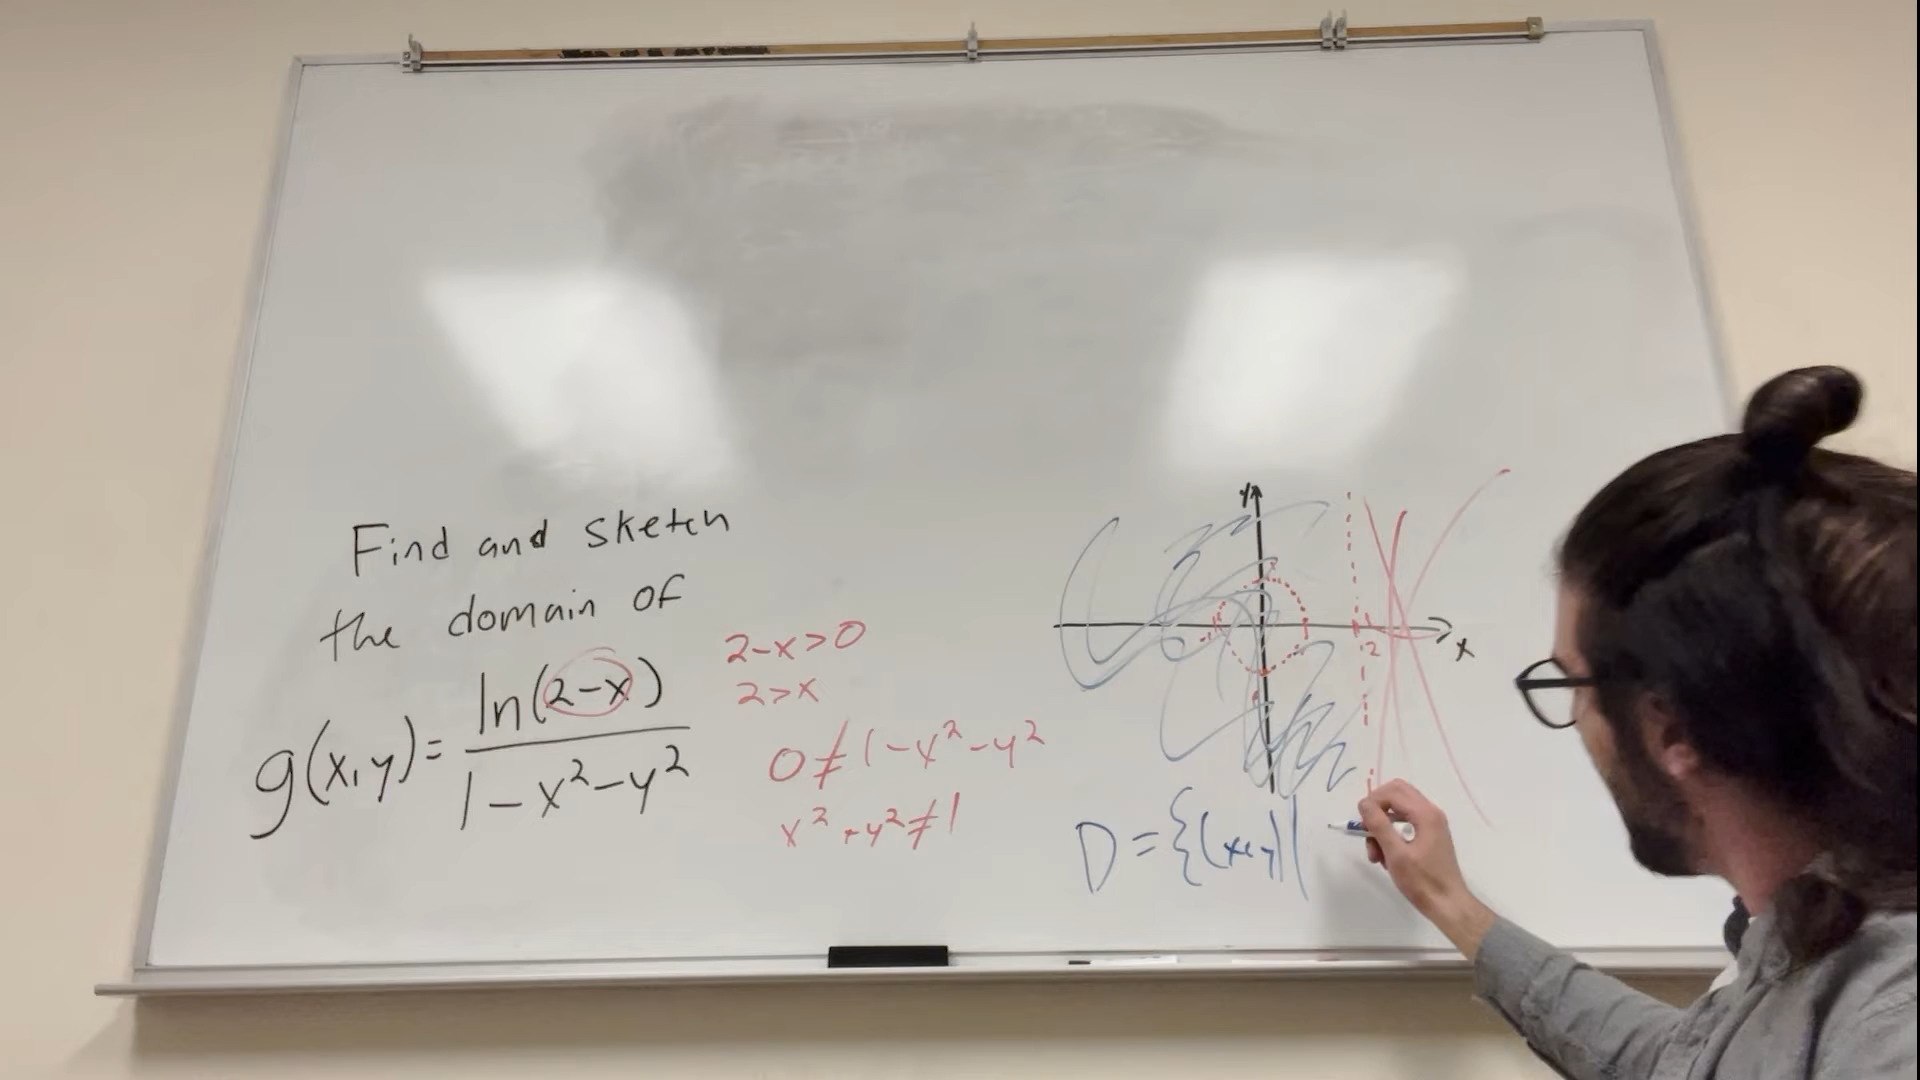 Find and sketch
the domain of
g(x,y)= ln(2-x) / 1-x²-y²
2-x>0
2>x
0≠1-x²-y²
x²+y²≠1
y
x
2
D={(x,y)|